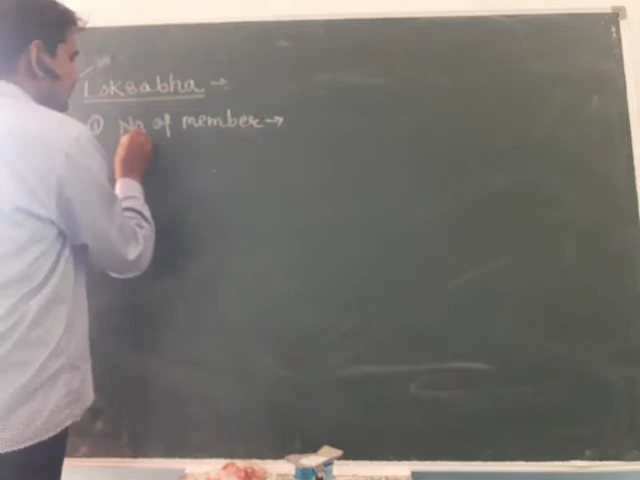 Loksabha →
① No of member →